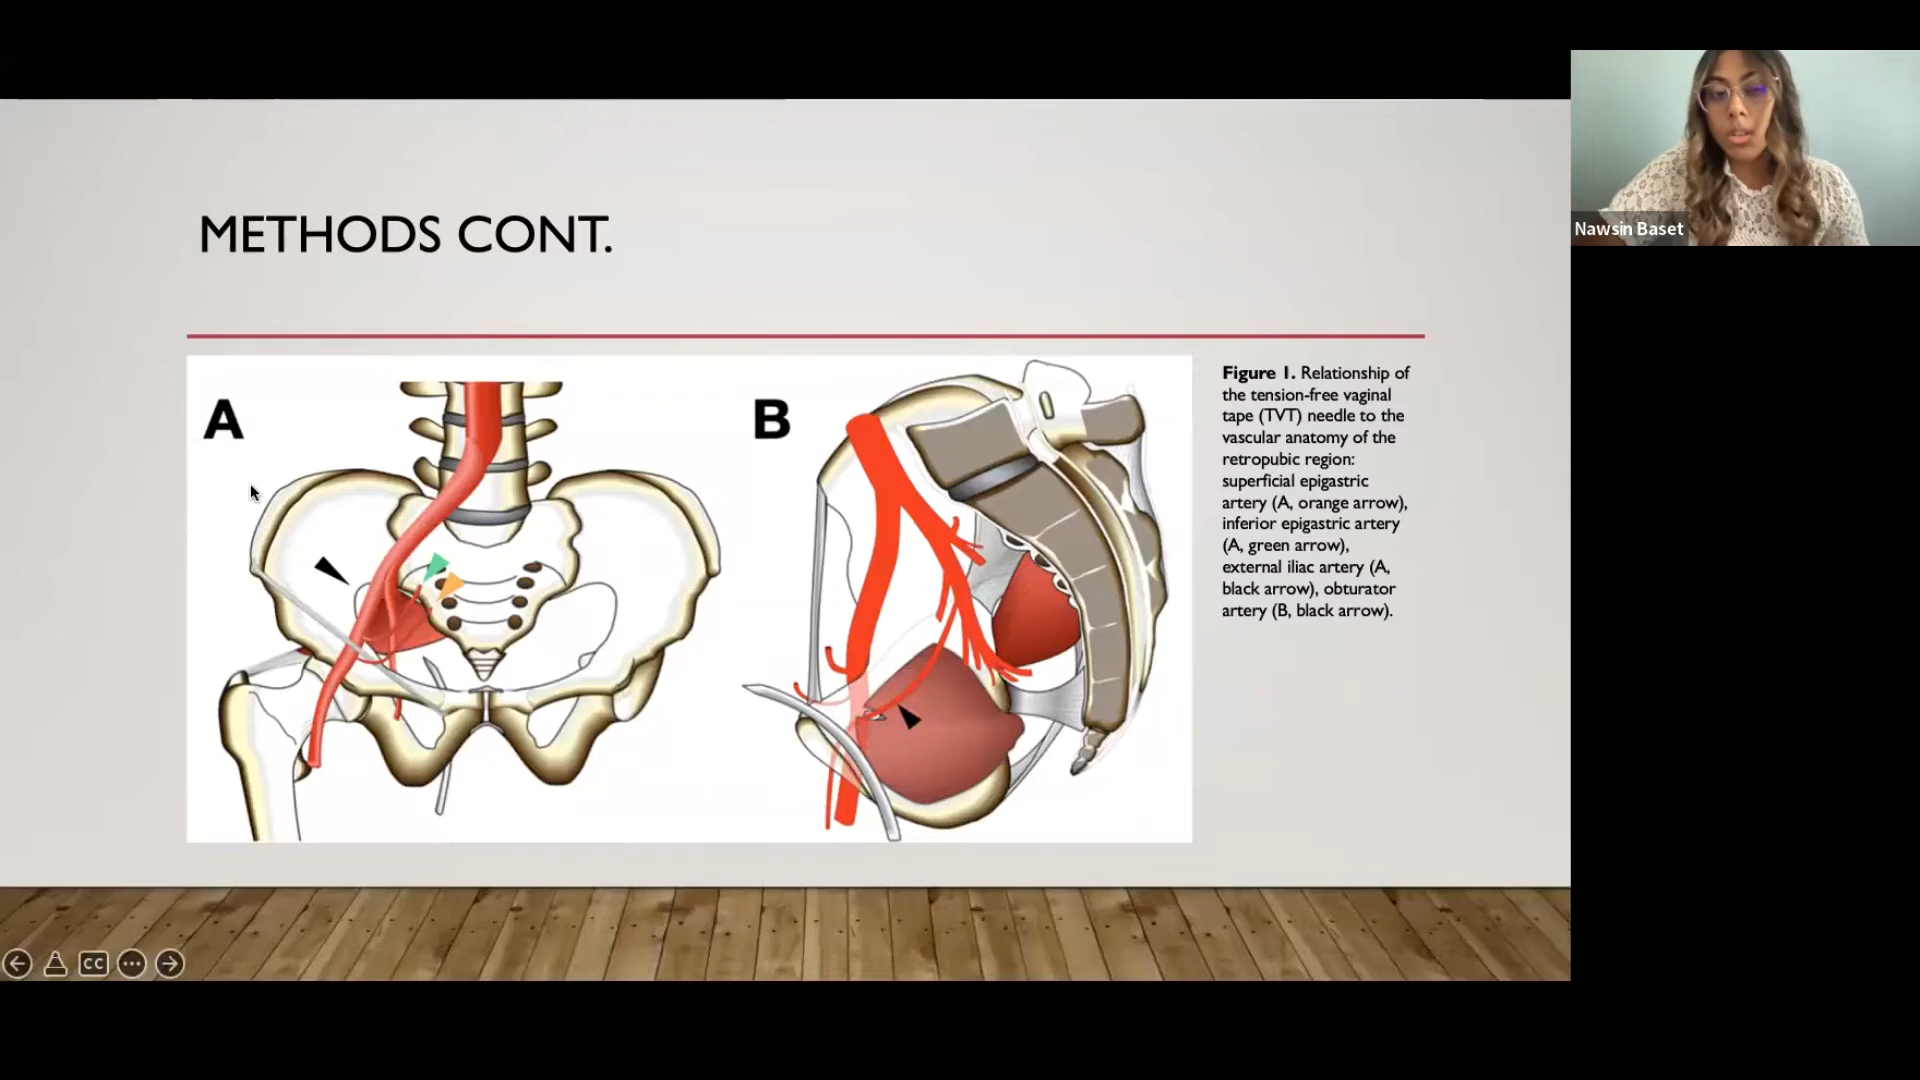 METHODS CONT.
A
B
Figure 1. Relationship of
the tension-free vaginal
tape (TVT) needle to the
vascular anatomy of the
retropubic region:
superficial epigastric
artery (A, orange arrow),
inferior epigastric artery
(A, green arrow),
external iliac artery (A,
black arrow), obturator
artery (B, black arrow).
Nawsin Baset
CC